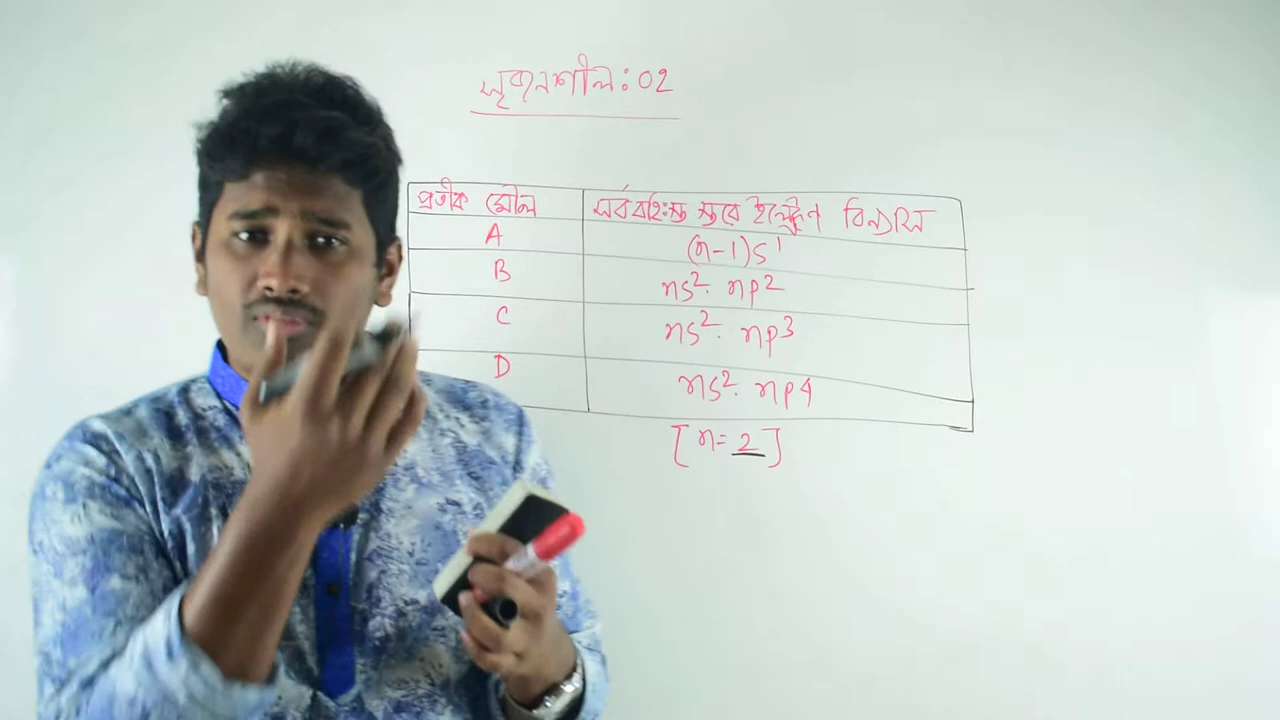 সৃজনশীল: 02
প্রতীক মৌল সর্ববহিঃস্থ স্তরে ইলেকট্রন বিন্যাস
A (n-1)s¹
B ns². np²
C ns². np³
D ns². np⁴
[n= 2]